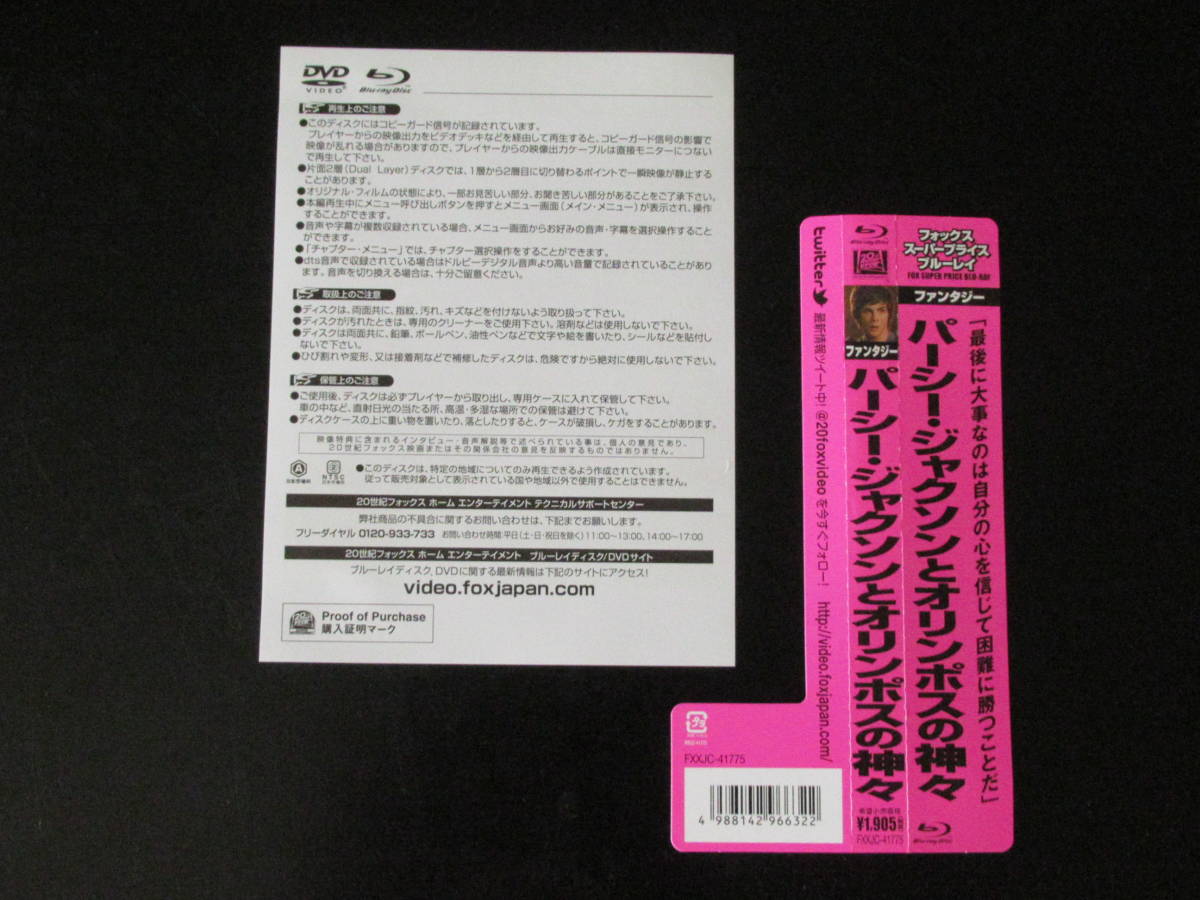 DVD
VIDEO
Blu-ray Disc
再生上のご注意
●このディスクにはコピーガード信号が記録されています。
プレイヤーからの映像出力をビデオデッキなどを経由して再生すると、コピーガード信号の影響で
映像が乱れる場合がありますので、プレイヤーからの映像出力ケーブルは直接モニターにつない
で再生して下さい。
●片面2層(Dual Layer)ディスクでは、1層から2層目に切り替わるポイントで一瞬映像が静止する
ことがあります。
●オリジナル・フィルムの状態により、一部お見苦しい部分、お聞き苦しい部分があることをご了承下さい。
●本編再生中にメニュー呼び出しボタンを押すとメニュー画面(メイン・メニュー)が表示され、操作
することができます。
●音声や字幕が複数収録されている場合、メニュー画面からお好みの音声・字幕を選択操作すること
ができます。
●「チャプター・メニュー」では、チャプター選択操作をすることができます。
●dts音声で収録されている場合はドルビーデジタル音声より高い音量で記録されていることがあり
ます。音声を切り換える場合は、十分ご留意ください。
取扱上のご注意
●ディスクは、両面共に、指紋、汚れ、キズなどを付けないよう取り扱って下さい。
●ディスクが汚れたときは、専用のクリーナーをご使用下さい。溶剤などは使用しないで下さい。
●ディスクは両面共に、鉛筆、ボールペン、油性ペンなどで文字や絵を書いたり、シールなどを貼付し
ないで下さい。
●ひび割れや変形、又は接着剤などで補修したディスクは、危険ですから絶対に使用しないで下さい。
保管上のご注意
●ご使用後、ディスクは必ずプレイヤーから取り出し、専用ケースに入れて保管して下さい。
車の中など、直射日光の当たる所、高温・多湿な場所での保管は避けて下さい。
●ディスクケースの上に重い物を置いたり、落としたりすると、ケースが破損し、ケガをすることがあります。
映像特典に含まれるインタビュー・音声解説等で述べられている事は、個人の意見であり、
20世紀フォックス映画またはその関係会社の意見を反映するものではありません。
A
2
NTSC
日本市場向
日本市場向
●このディスクは、特定の地域についてのみ再生できるよう作成されています。
従って販売対象として表示されている国や地域以外で使用することはできません。
20世紀フォックス ホーム エンターテイメント テクニカルサポートセンター
弊社商品の不具合に関するお問い合わせは、下記までお願いします。
フリーダイヤル 0120-933-733 お問い合わせ時間:平日(土・日・祝日を除く)11:00~13:00、14:00~17:00
20世紀フォックス ホーム エンターテイメント ブルーレイディスク/DVDサイト
ブルーレイディスク、DVDに関する最新情報は下記のサイトにアクセス!
video.foxjapan.com
Proof of Purchase
購入証明マーク
フォックス
スーパープライス
ブルーレイ
FOX SUPER PRICE BLU-RAY
ファンタジー
「最後に大事なのは自分の心を信じて困難に勝つことだ」
パーシー・ジャクソンとオリンポスの神々
Blu-ray Disc
Blu-ray Disc
ファンタジー
パーシー・ジャクソンとオリンポスの神々
希望小売価格
¥1,905
FXXJC-41775
twitter 最新情報ツイート中! @20foxvideo を今すぐフォロー! http://video.foxjapan.com/
FXXJC-41775
4 988142 966322